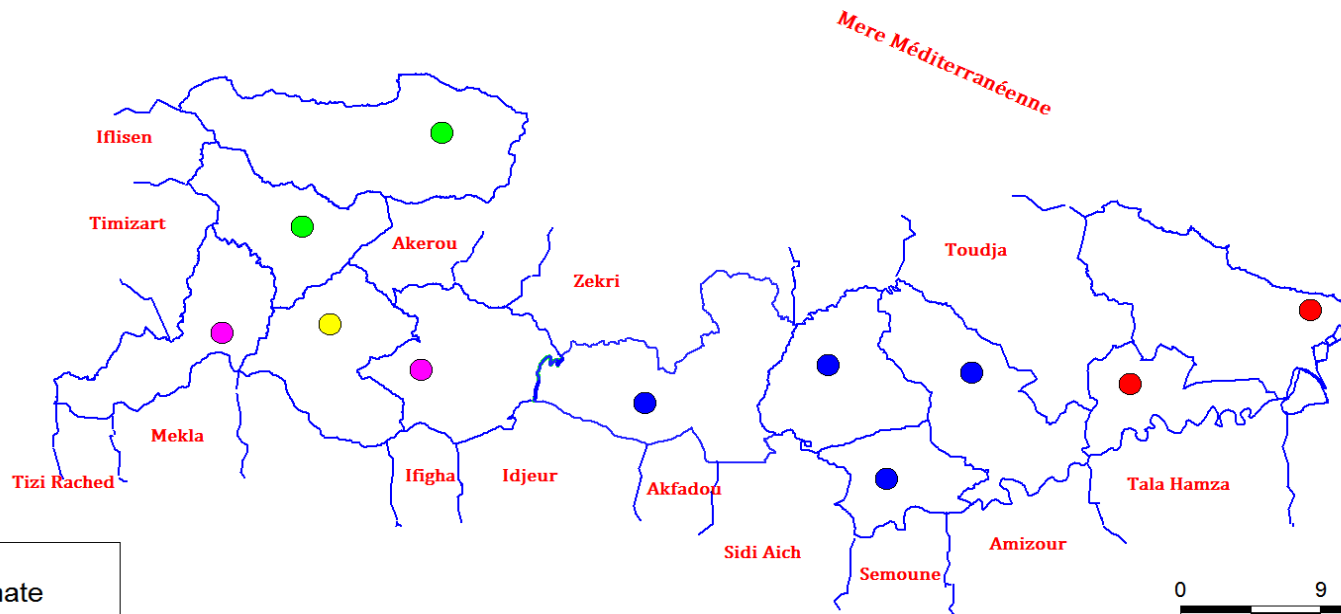 Mere Méditerranéenne
Iflisen
Timizart
Akerou
Zekri
Toudja
Mekla
Tizi Rached
Ifigha
Idjeur
Akfadou
Tala Hamza
Sidi Aich
Amizour
Semoune
0 9